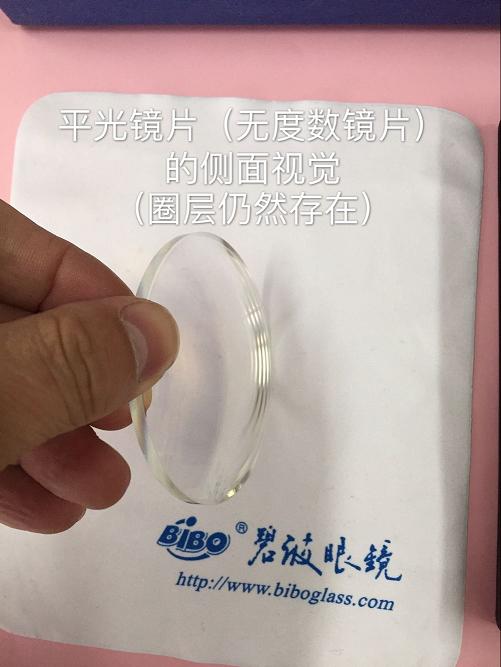 平光镜片（无度数镜片）
的侧面视觉
（圈层仍然存在）
BiBO® 碧波眼镜
http://www.biboglass.com